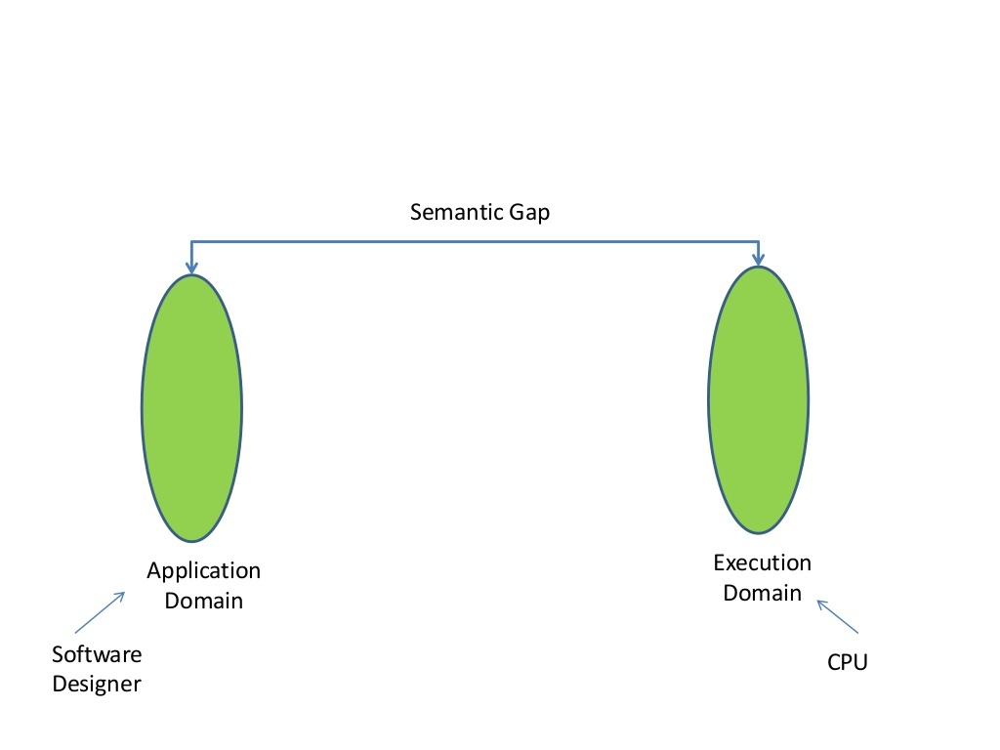 Semantic Gap
Application
Domain
Execution
Domain
Software
Designer
CPU